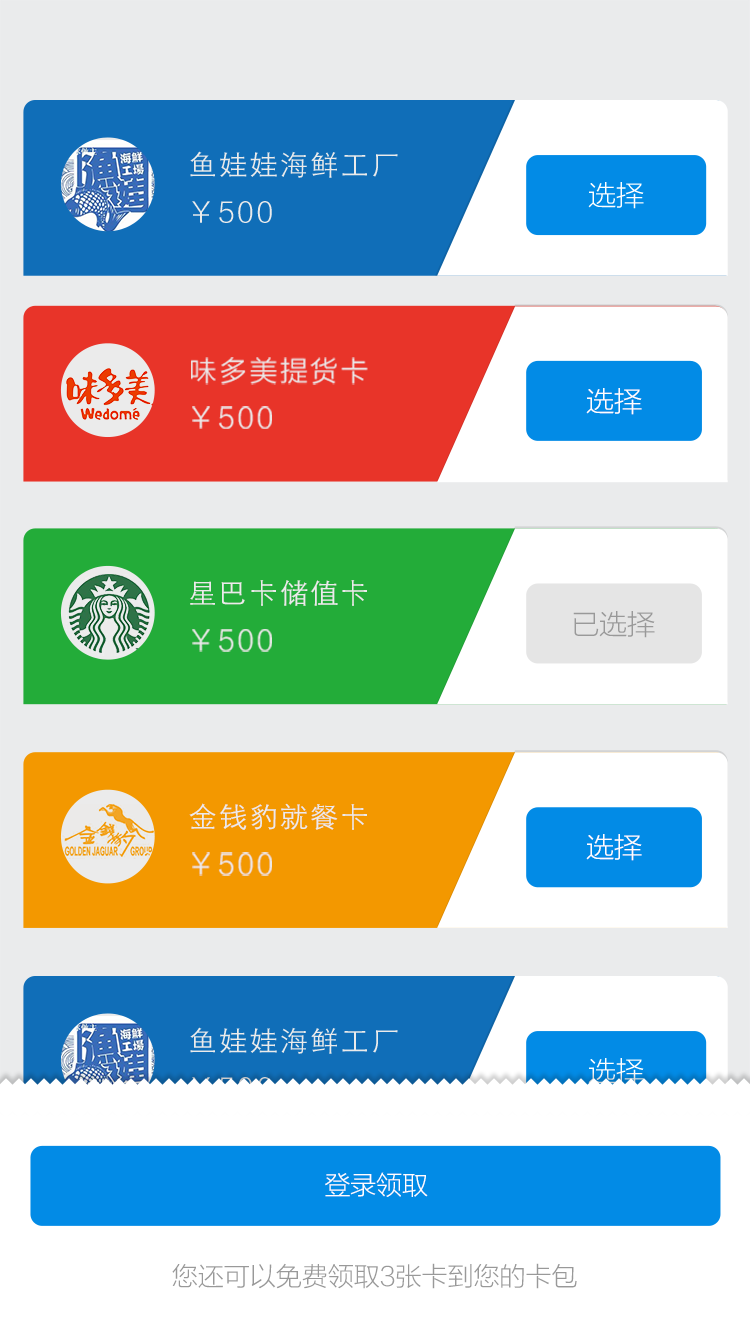 海鮮
工場
漁娃
鱼娃娃海鲜工厂
￥500
选择
味多美
Wedomé
味多美提货卡
￥500
选择
星巴卡储值卡
￥500
已选择
金钱豹
GOLDEN JAGUAR GROUP
金钱豹就餐卡
￥500
选择
海鮮
工場
漁娃
鱼娃娃海鲜工厂
选择
登录领取
您还可以免费领取3张卡到您的卡包